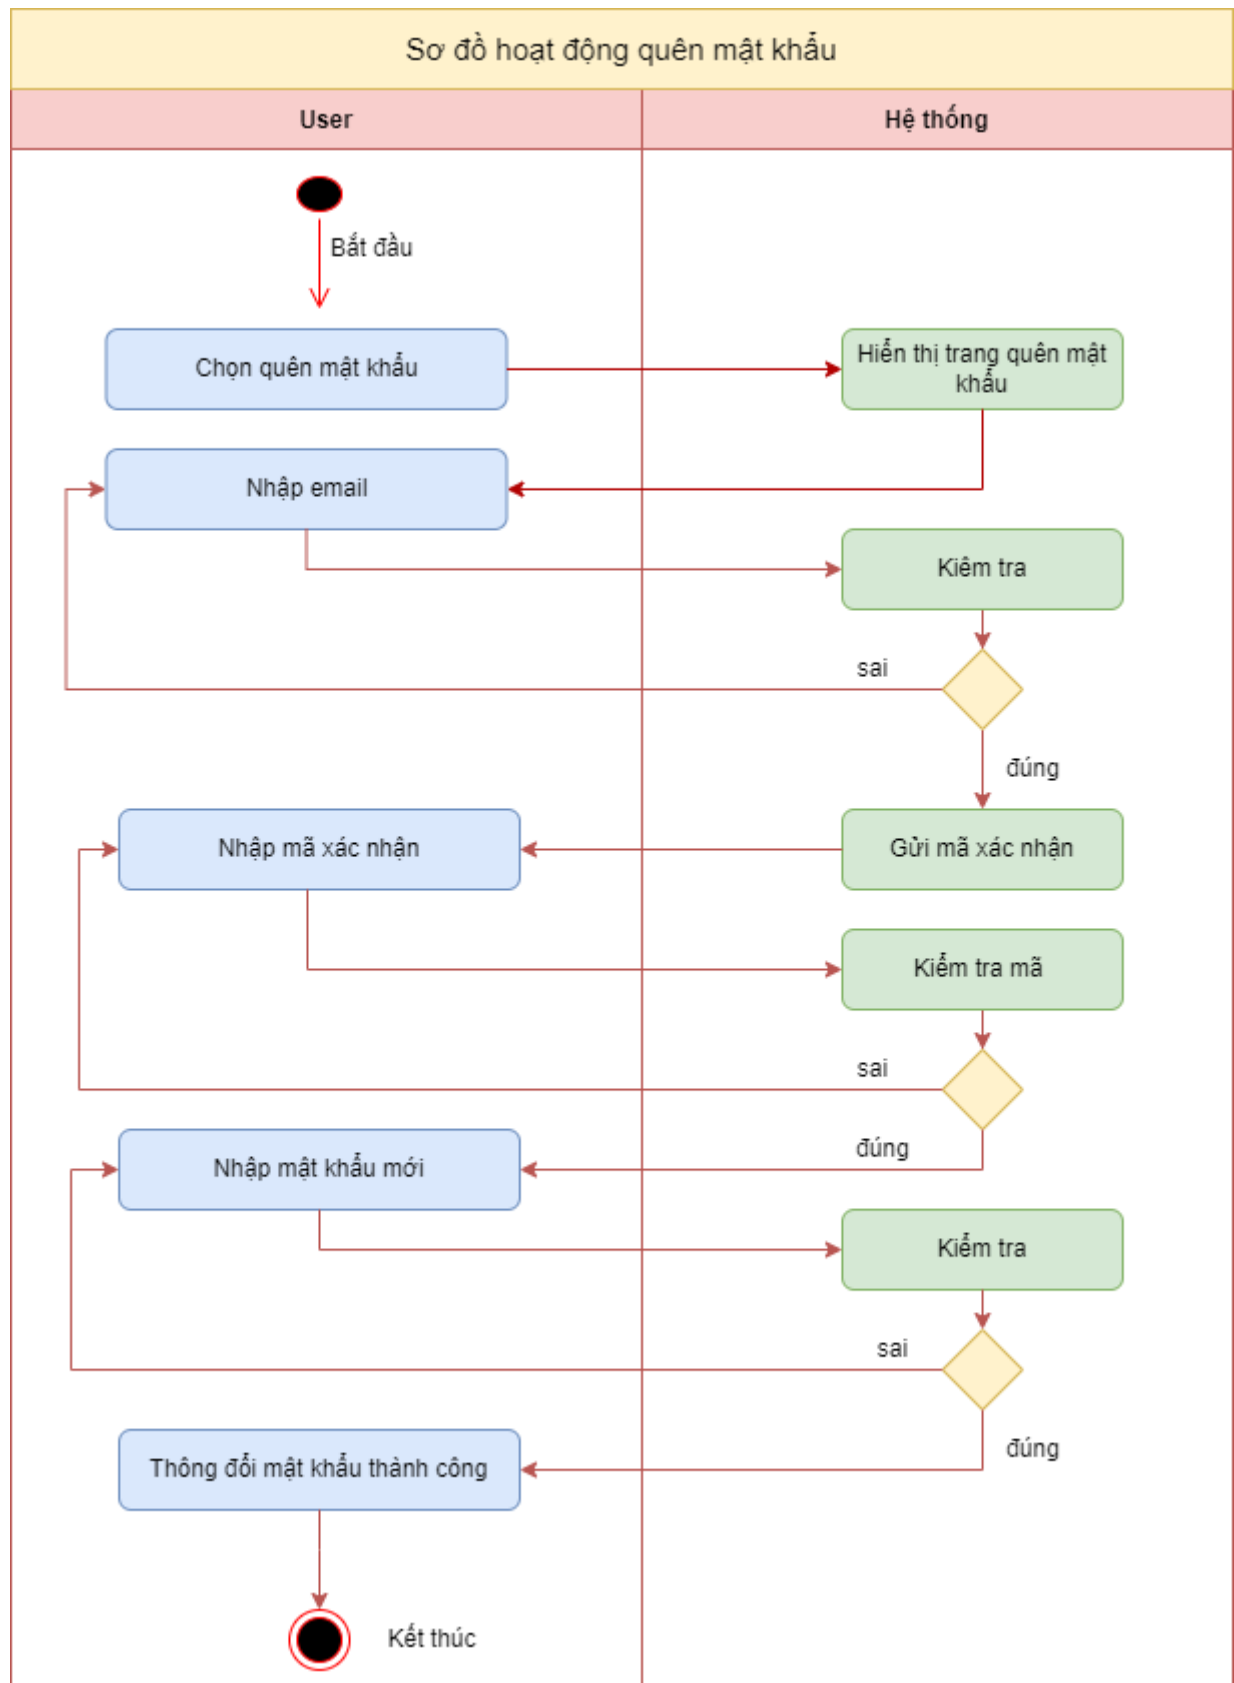 Sơ đồ hoạt động quên mật khẩu
User
Hệ thống
Bắt đầu
Chọn quên mật khẩu
Hiển thị trang quên mật
khẩu
Nhập email
Kiêm tra
sai
đúng
Nhập mã xác nhận
Gửi mã xác nhận
Kiểm tra mã
sai
đúng
Nhập mật khẩu mới
Kiểm tra
sai
đúng
Thông đổi mật khẩu thành công
Kết thúc